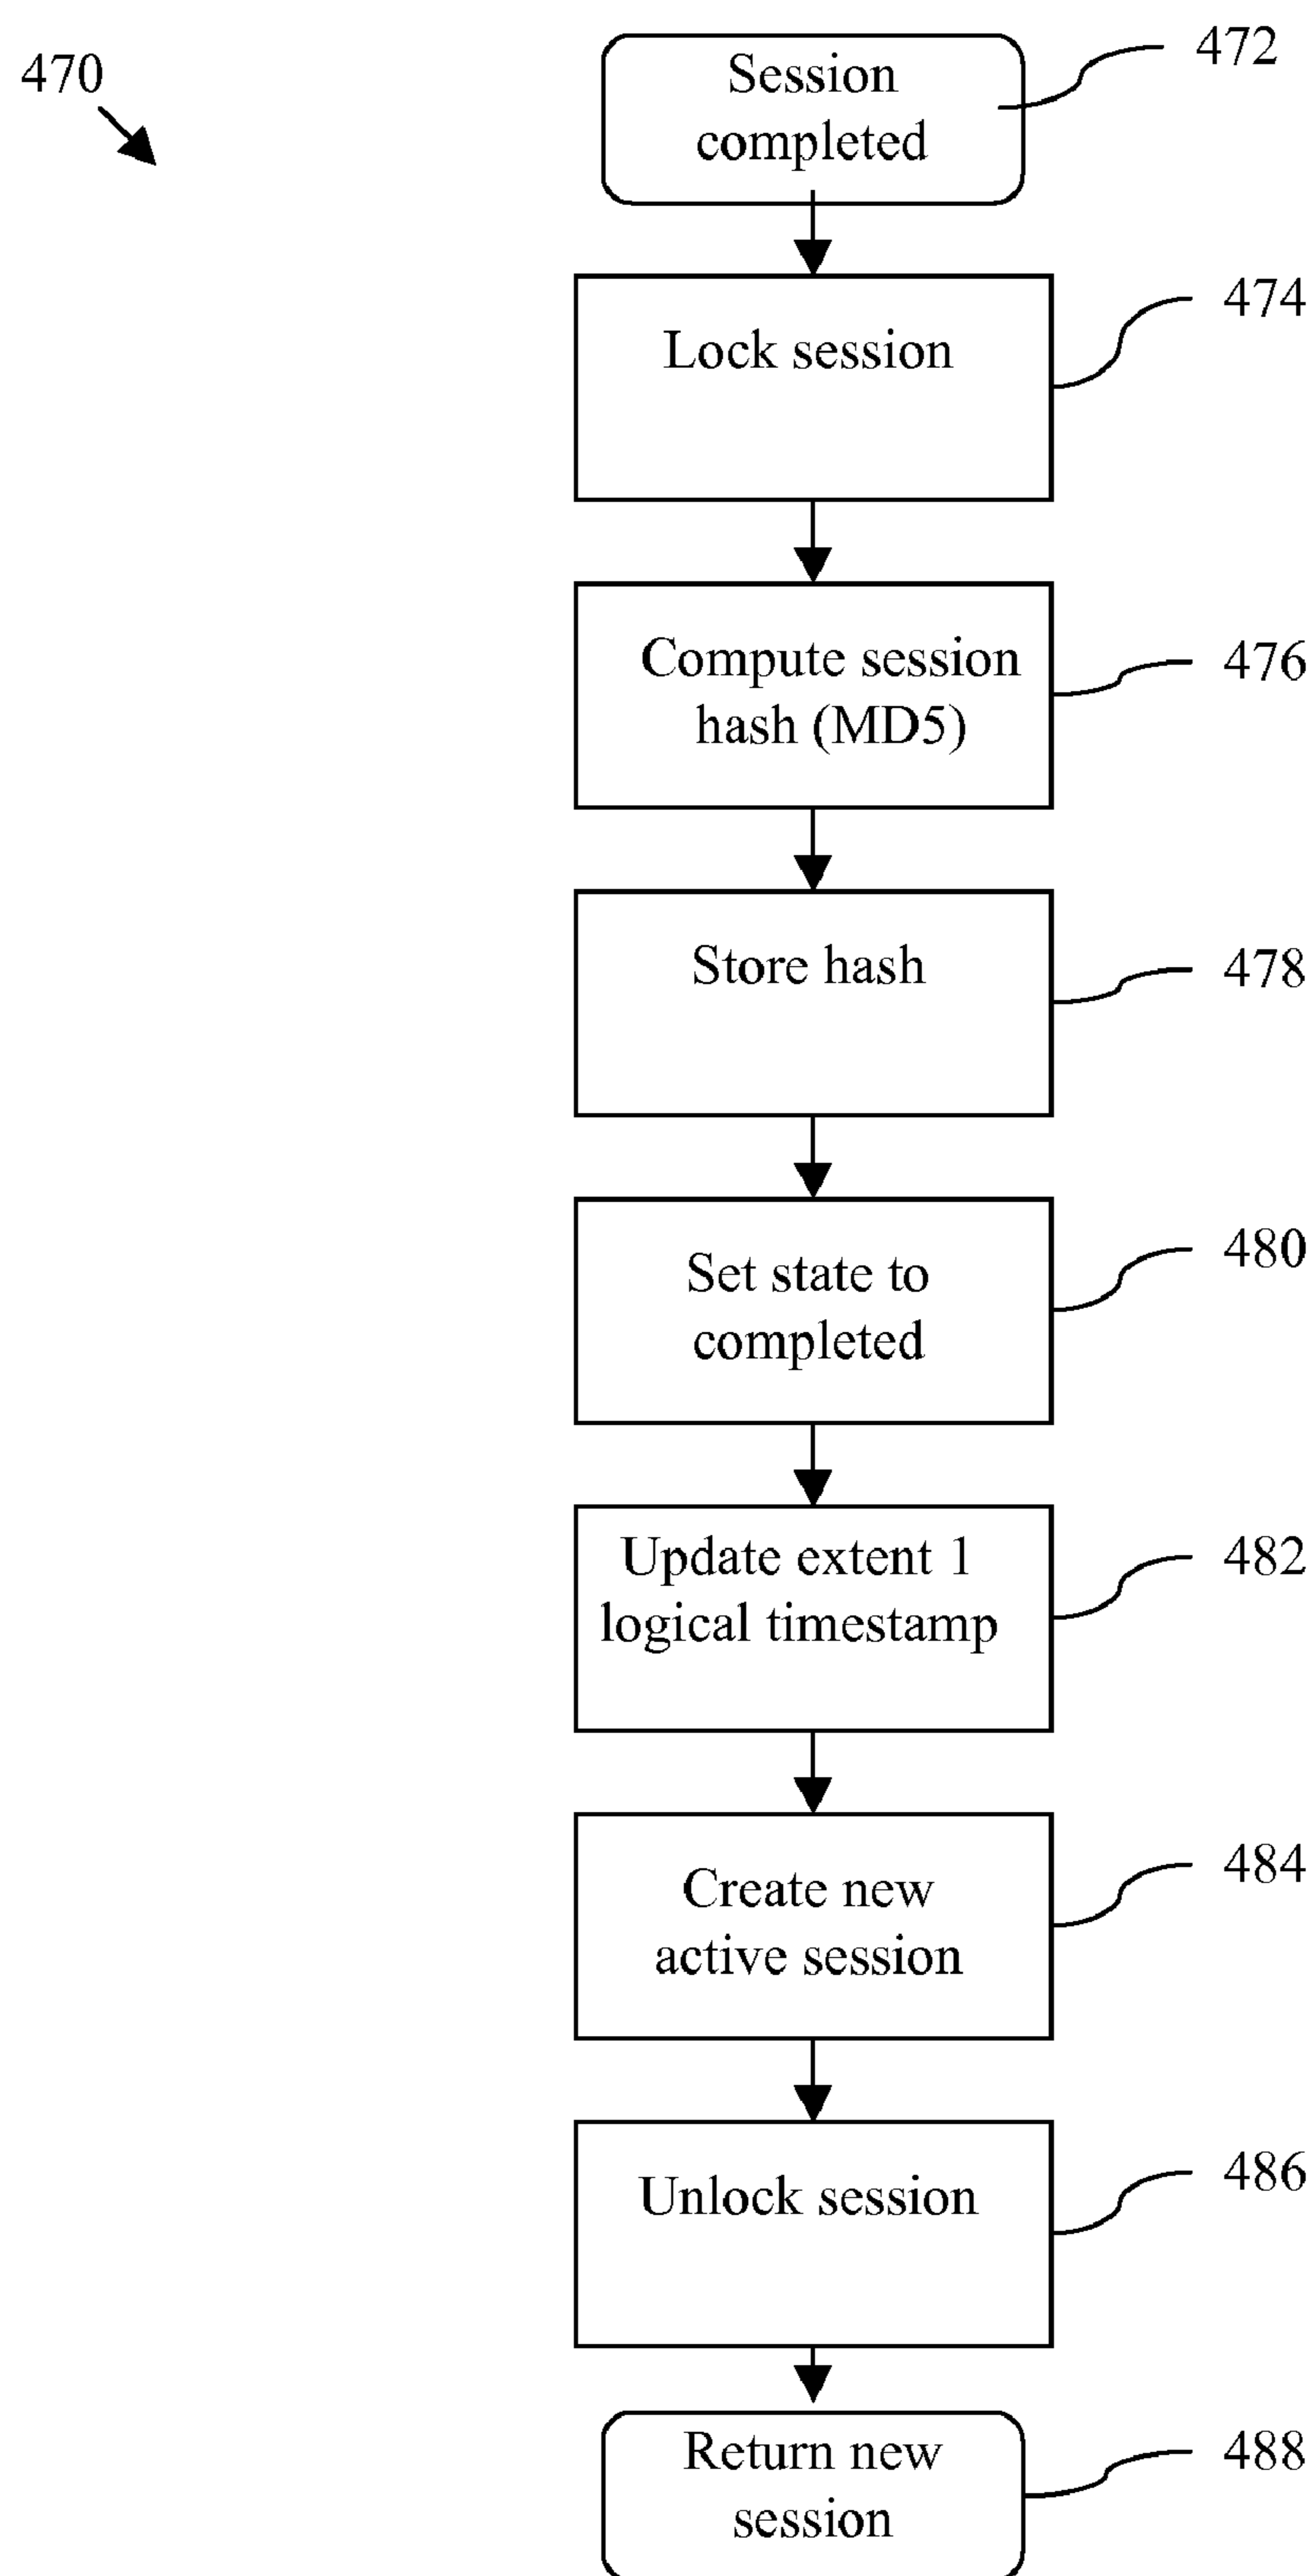 470
472
Session
completed
474
Lock session
476
Compute session
hash (MD5)
478
Store hash
480
Set state to
completed
482
Update extent 1
logical timestamp
484
Create new
active session
486
Unlock session
488
Return new
session